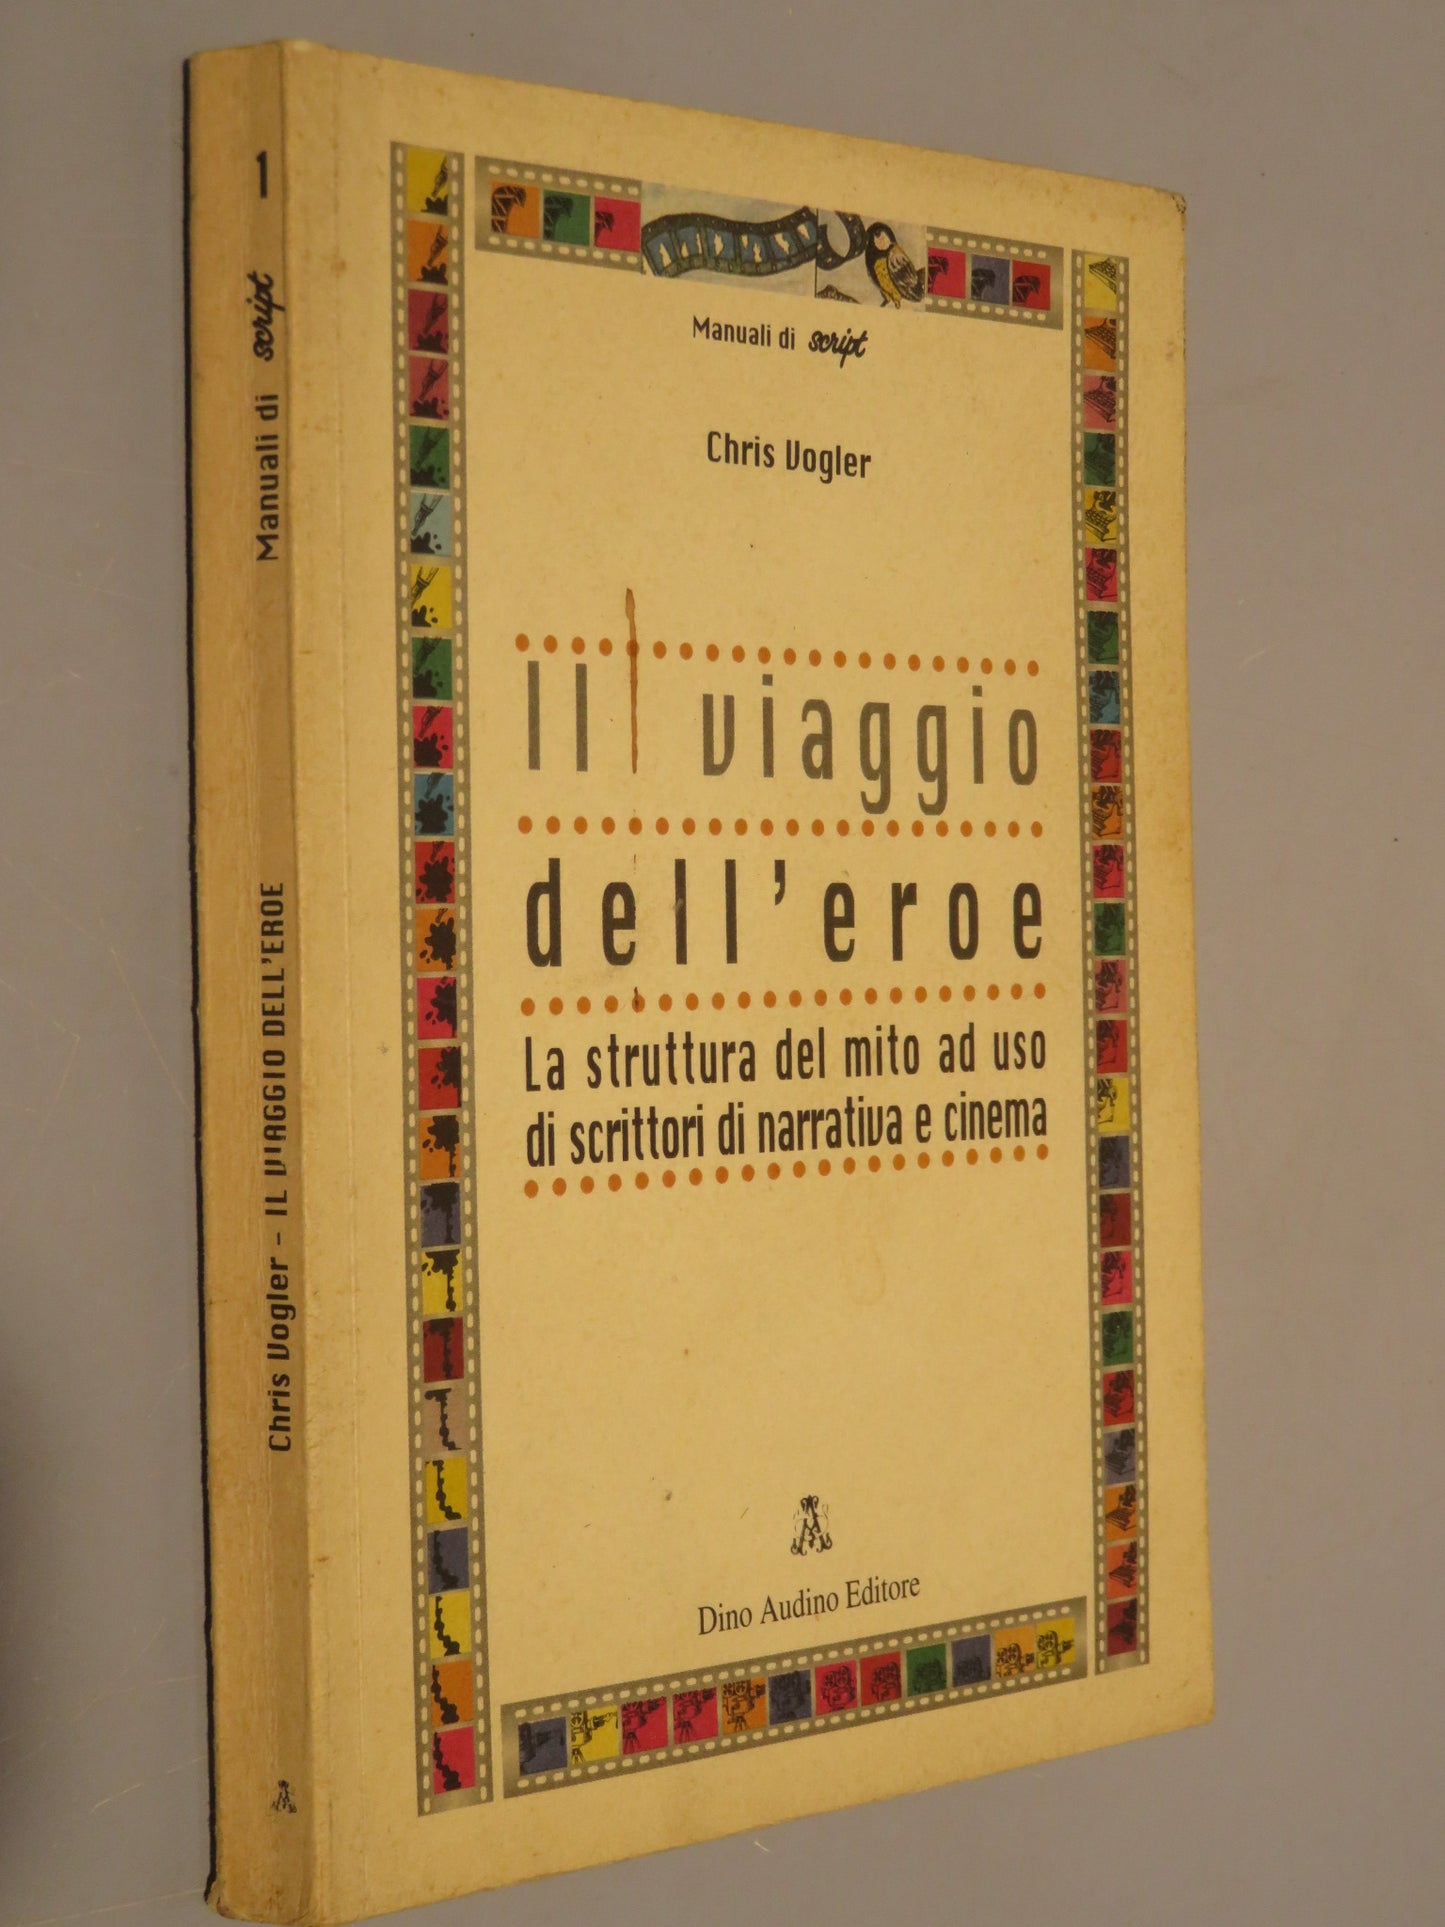 Manuali di script
Chris Vogler
Il viaggio
dell'eroe
La struttura del mito ad uso
di scrittori di narrativa e cinema
Dino Audino Editore
Chris Vogler - IL VIAGGIO DELL'EROE Manuali di script 1